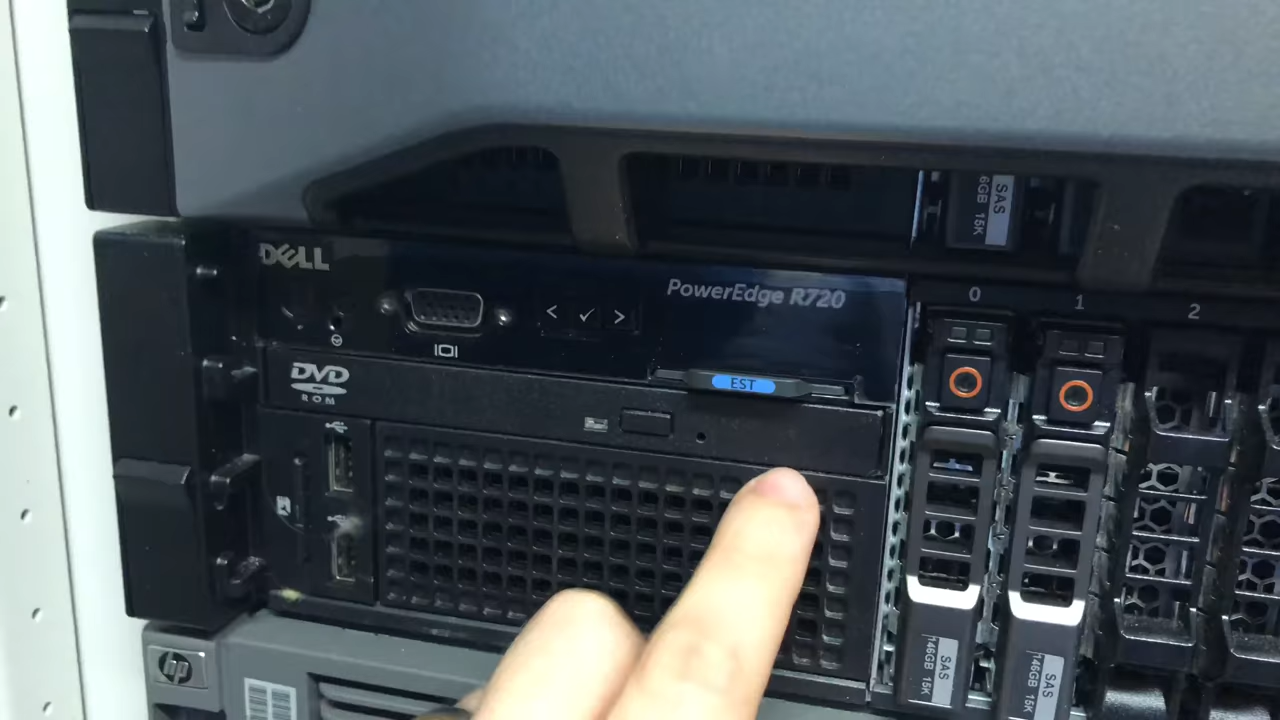 6GB 15K
SAS
DELL
PowerEdge R720
0
1
2
EST
DVD
ROM
146GB 15K
SAS
146GB 15K
SAS
hp